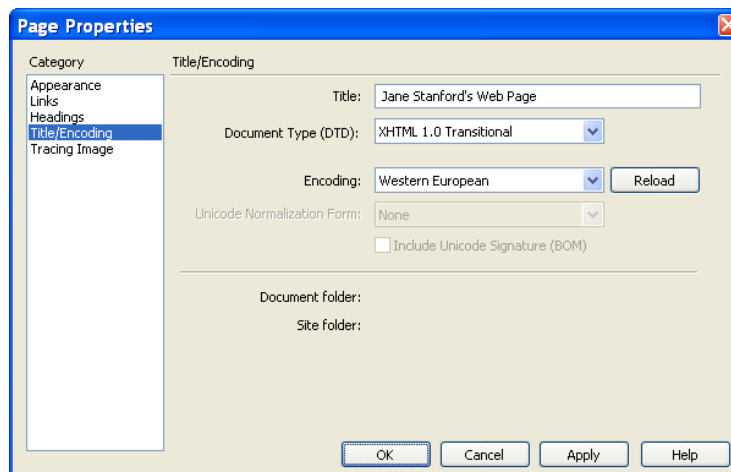 Page Properties
Category
Title/Encoding
Appearance
Links
Headings
Title/Encoding
Tracing Image
Title: Jane Stanford's Web Page
Document Type (DTD): XHTML 1.0 Transitional
Encoding: Western European Reload
Unicode Normalization Form: None
Include Unicode Signature (BOM)
Document folder:
Site folder:
OK Cancel Apply Help